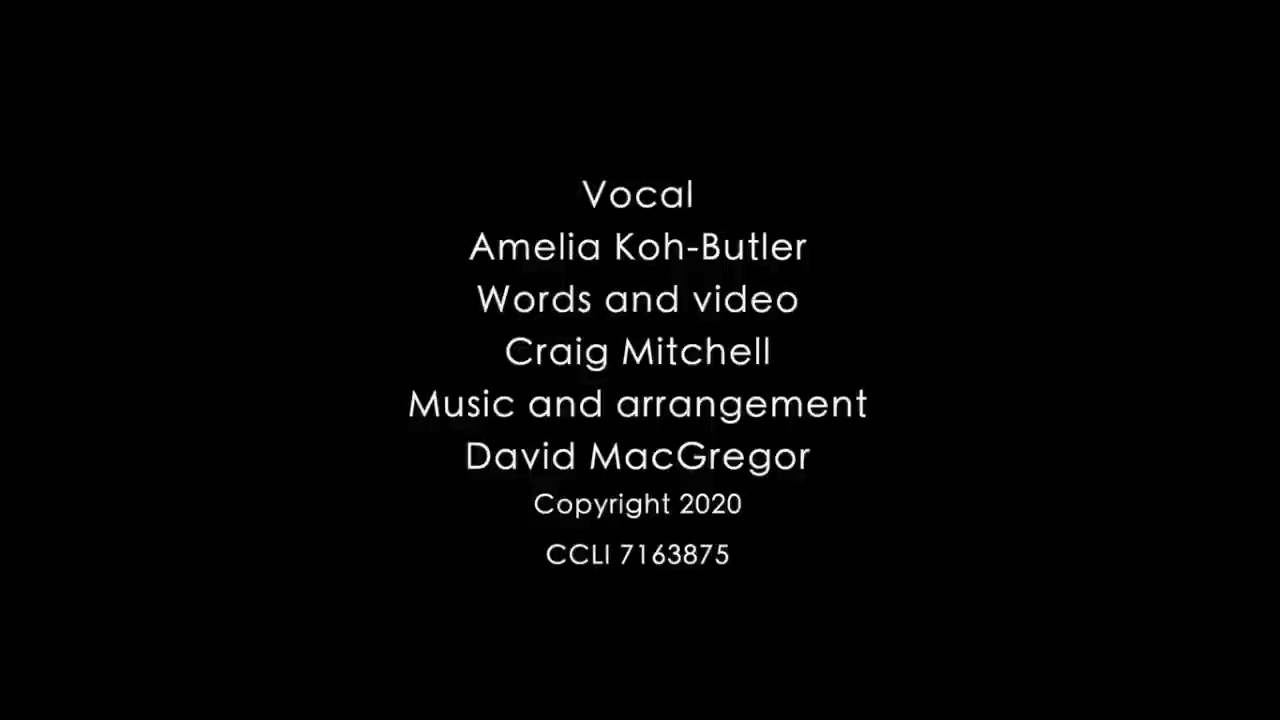 Vocal
Amelia Koh-Butler
Words and video
Craig Mitchell
Music and arrangement
David MacGregor
Copyright 2020
CCLI 7163875